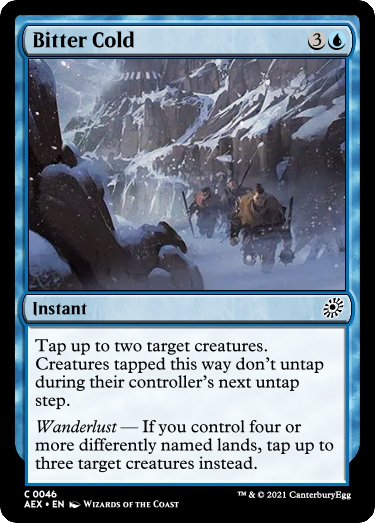 Bitter Cold 3
Instant
Tap up to two target creatures.
Creatures tapped this way don't untap
during their controller's next untap
step.
Wanderlust — If you control four or
more differently named lands, tap up to
three target creatures instead.
C 0046
AEX • EN Wizards of the Coast
™ & © 2021 CanterburyEgg